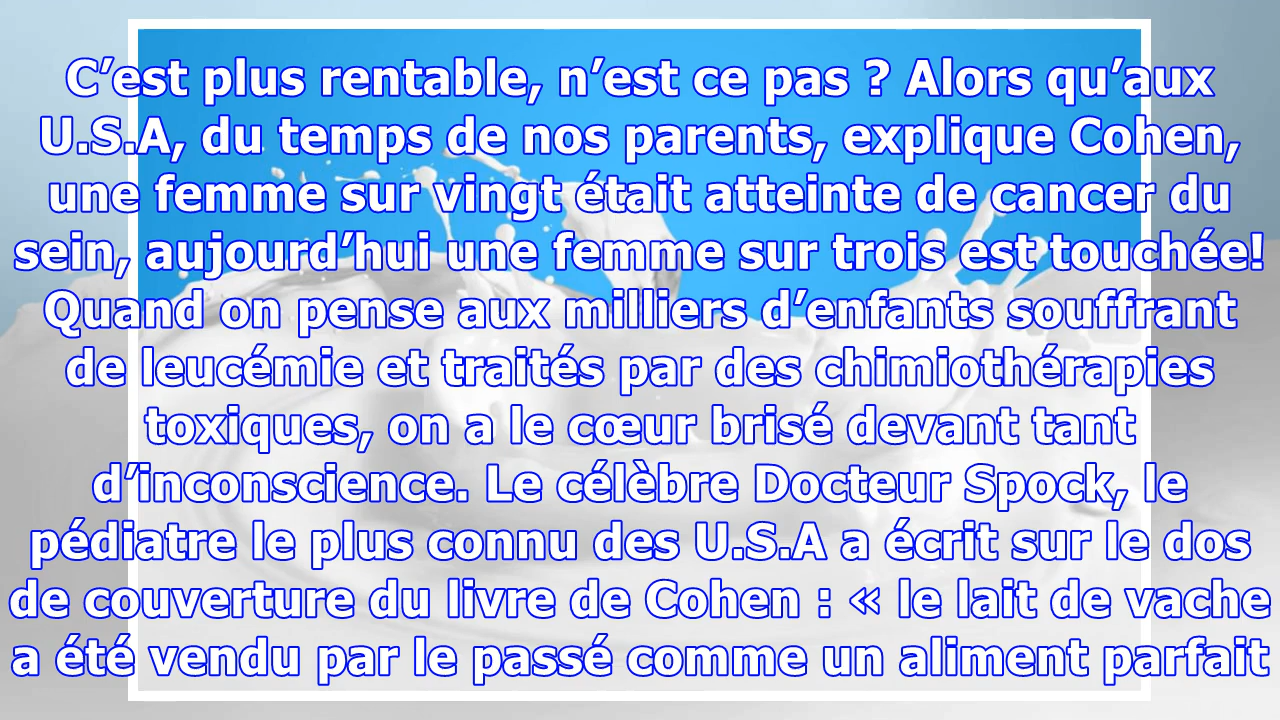 C’est plus rentable, n’est ce pas ? Alors qu’aux
U.S.A, du temps de nos parents, explique Cohen,
une femme sur vingt était atteinte de cancer du
sein, aujourd’hui une femme sur trois est touchée!
Quand on pense aux milliers d’enfants souffrant
de leucémie et traités par des chimiothérapies
toxiques, on a le cœur brisé devant tant
d’inconscience. Le célèbre Docteur Spock, le
pédiatre le plus connu des U.S.A a écrit sur le dos
de couverture du livre de Cohen : « le lait de vache
a été vendu par le passé comme un aliment parfait